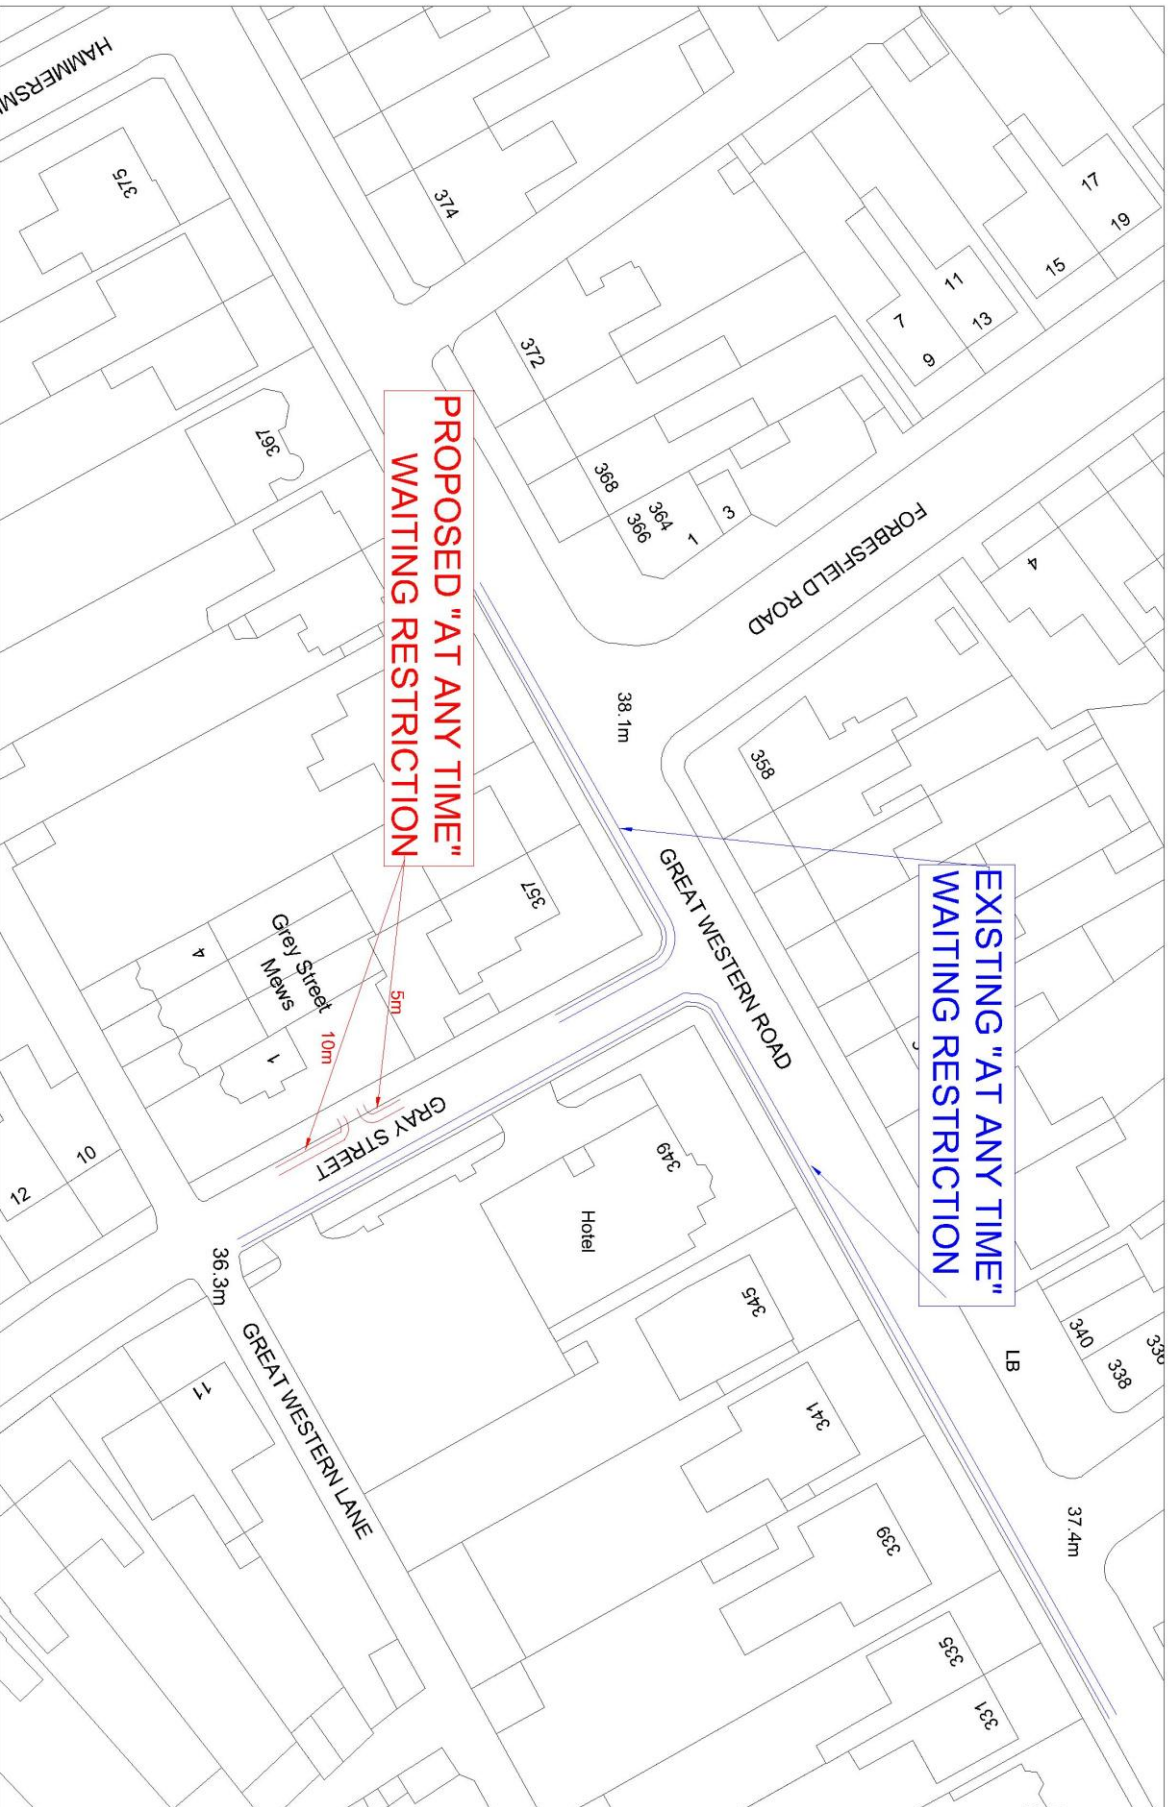 EXISTING "AT ANY TIME"
WAITING RESTRICTION
PROPOSED "AT ANY TIME"
WAITING RESTRICTION
17
19
15
11
13
7
9
FORBESFIELD ROAD
4
374
372
368
364
366
1
3
358
38.1m
GREAT WESTERN ROAD
340
338
LB
37.4m
375
367
357
Grey Street
Mews
4
1
5m
10m
GRAY STREET
349
Hotel
345
341
339
335
331
10
12
36.3m
GREAT WESTERN LANE
11